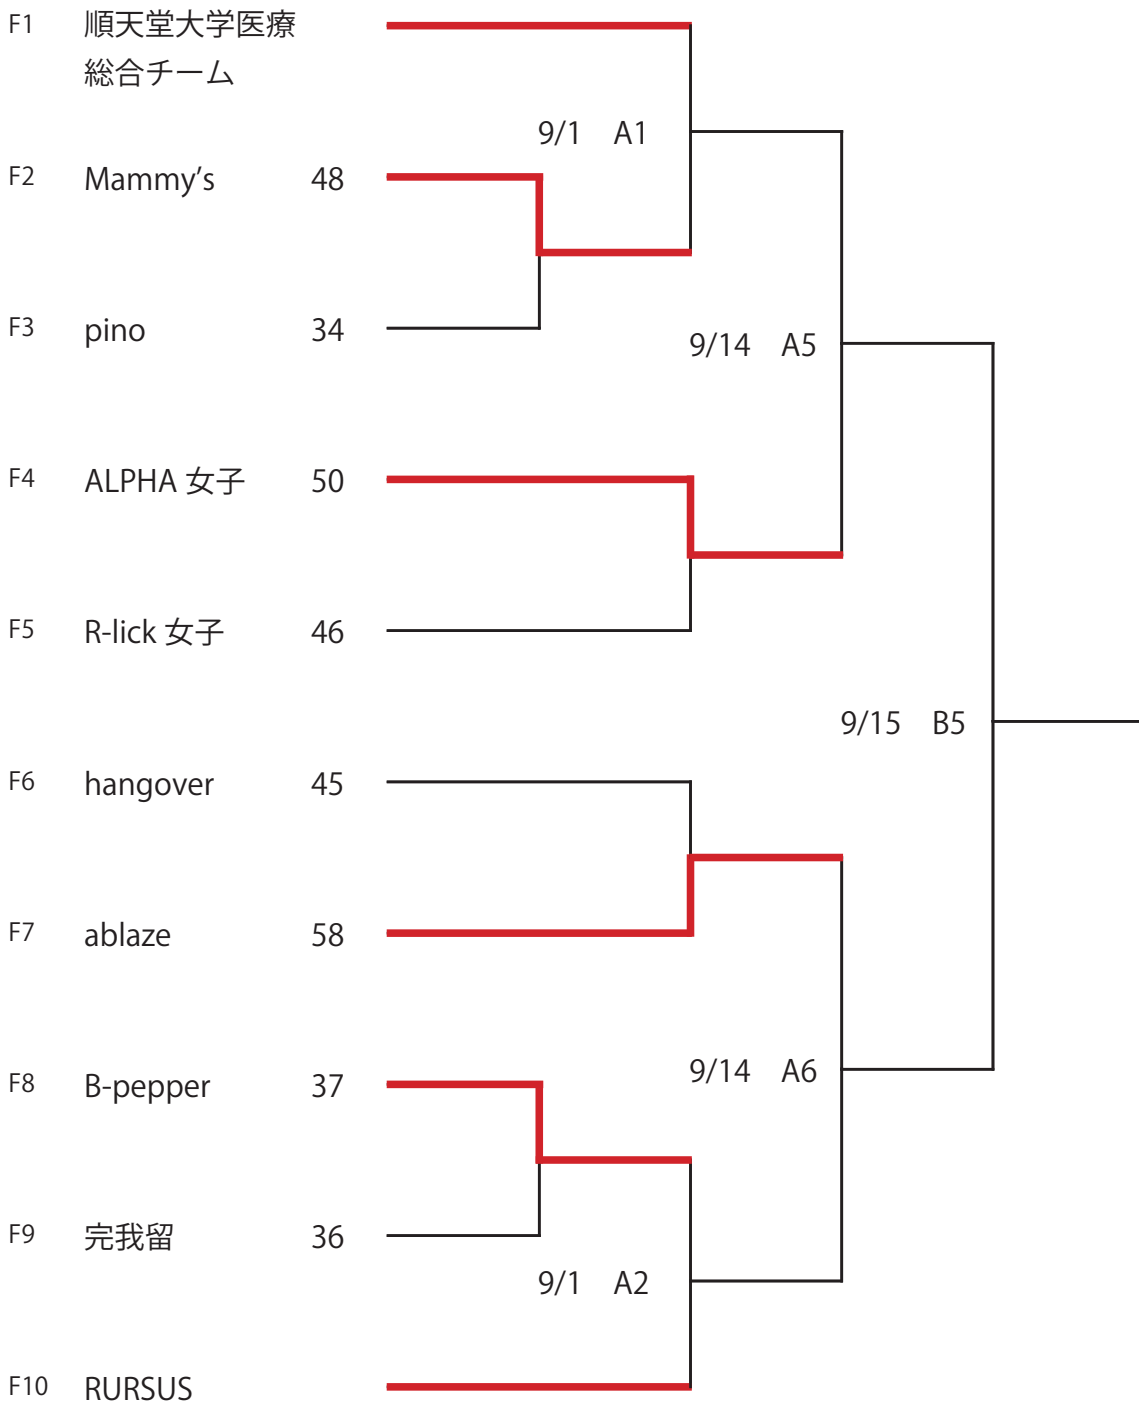 F1 順天堂大学医療
総合チーム
9/1 A1
F2 Mammy’s 48
F3 pino 34
9/14 A5
F4 ALPHA 女子 50
F5 R-lick 女子 46
9/15 B5
F6 hangover 45
F7 ablaze 58
9/14 A6
F8 B-pepper 37
F9 完我留 36
9/1 A2
F10 RURSUS